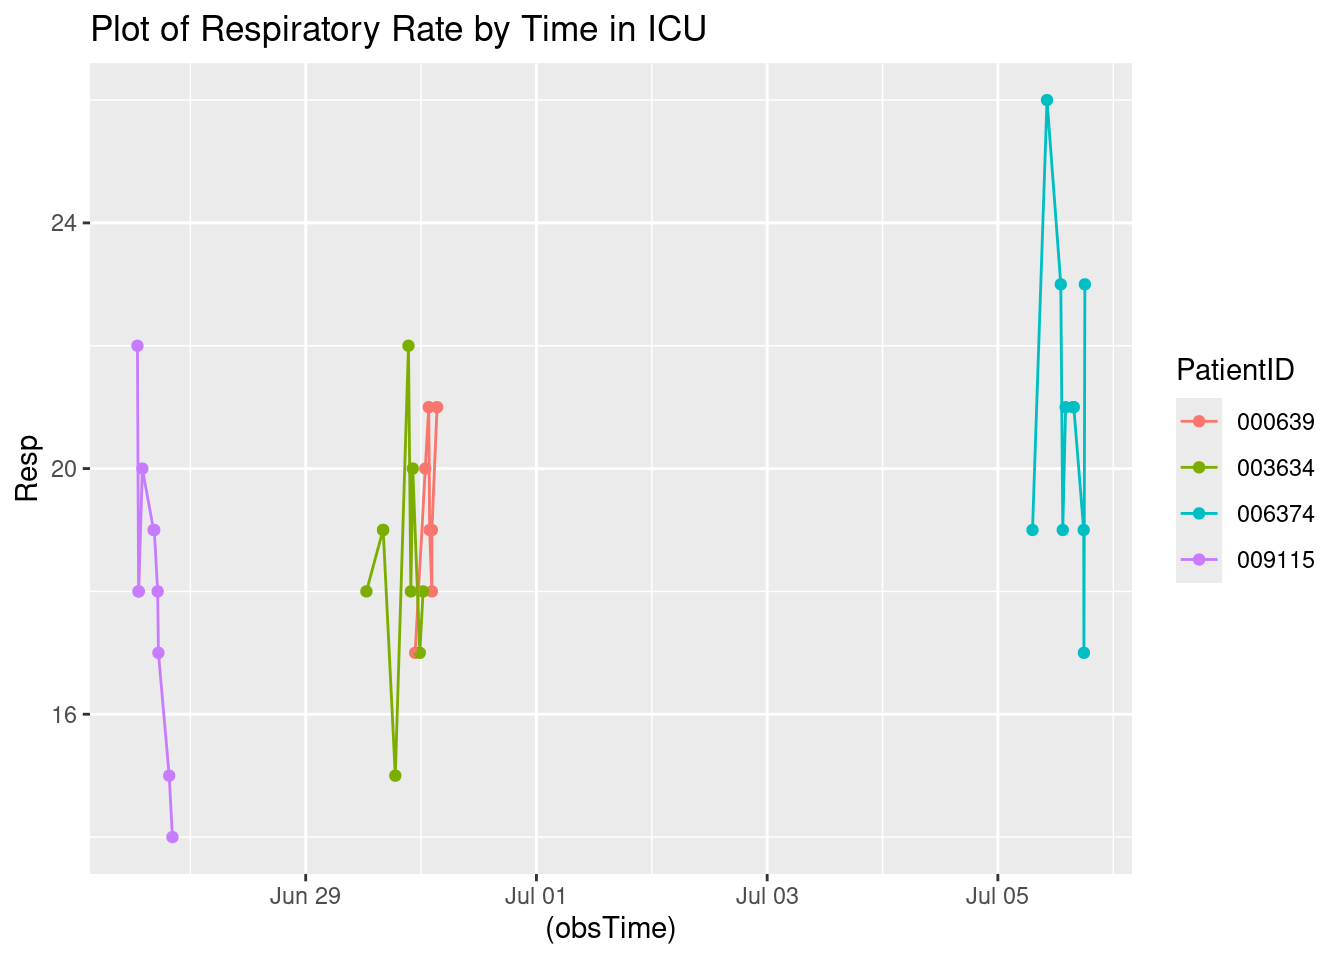 Plot of Respiratory Rate by Time in ICU
24
20
16
Resp
Jun 29
Jul 01
Jul 03
Jul 05
(obsTime)
PatientID
000639
003634
006374
009115